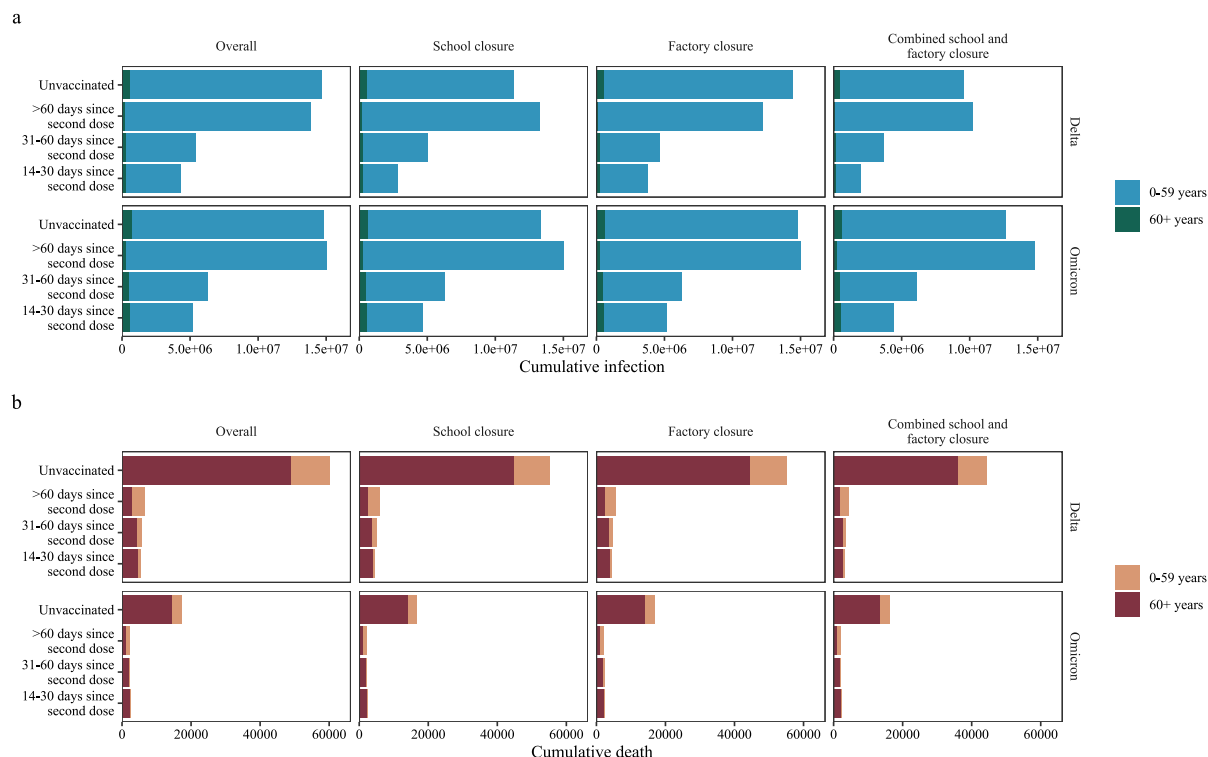 a
Overall
School closure
Factory closure
Combined school and
factory closure
Unvaccinated
>60 days since
second dose
31-60 days since
second dose
14-30 days since
second dose
Delta
Unvaccinated
>60 days since
second dose
31-60 days since
second dose
14-30 days since
second dose
Omicron
0-59 years
60+ years
0
5.0e+06
1.0e+07
1.5e+07
0
5.0e+06
1.0e+07
1.5e+07
0
5.0e+06
1.0e+07
1.5e+07
0
5.0e+06
1.0e+07
1.5e+07
Cumulative infection
b
Overall
School closure
Factory closure
Combined school and
factory closure
Unvaccinated
>60 days since
second dose
31-60 days since
second dose
14-30 days since
second dose
Delta
Unvaccinated
>60 days since
second dose
31-60 days since
second dose
14-30 days since
second dose
Omicron
0-59 years
60+ years
0
20000
40000
60000
0
20000
40000
60000
0
20000
40000
60000
0
20000
40000
60000
Cumulative death